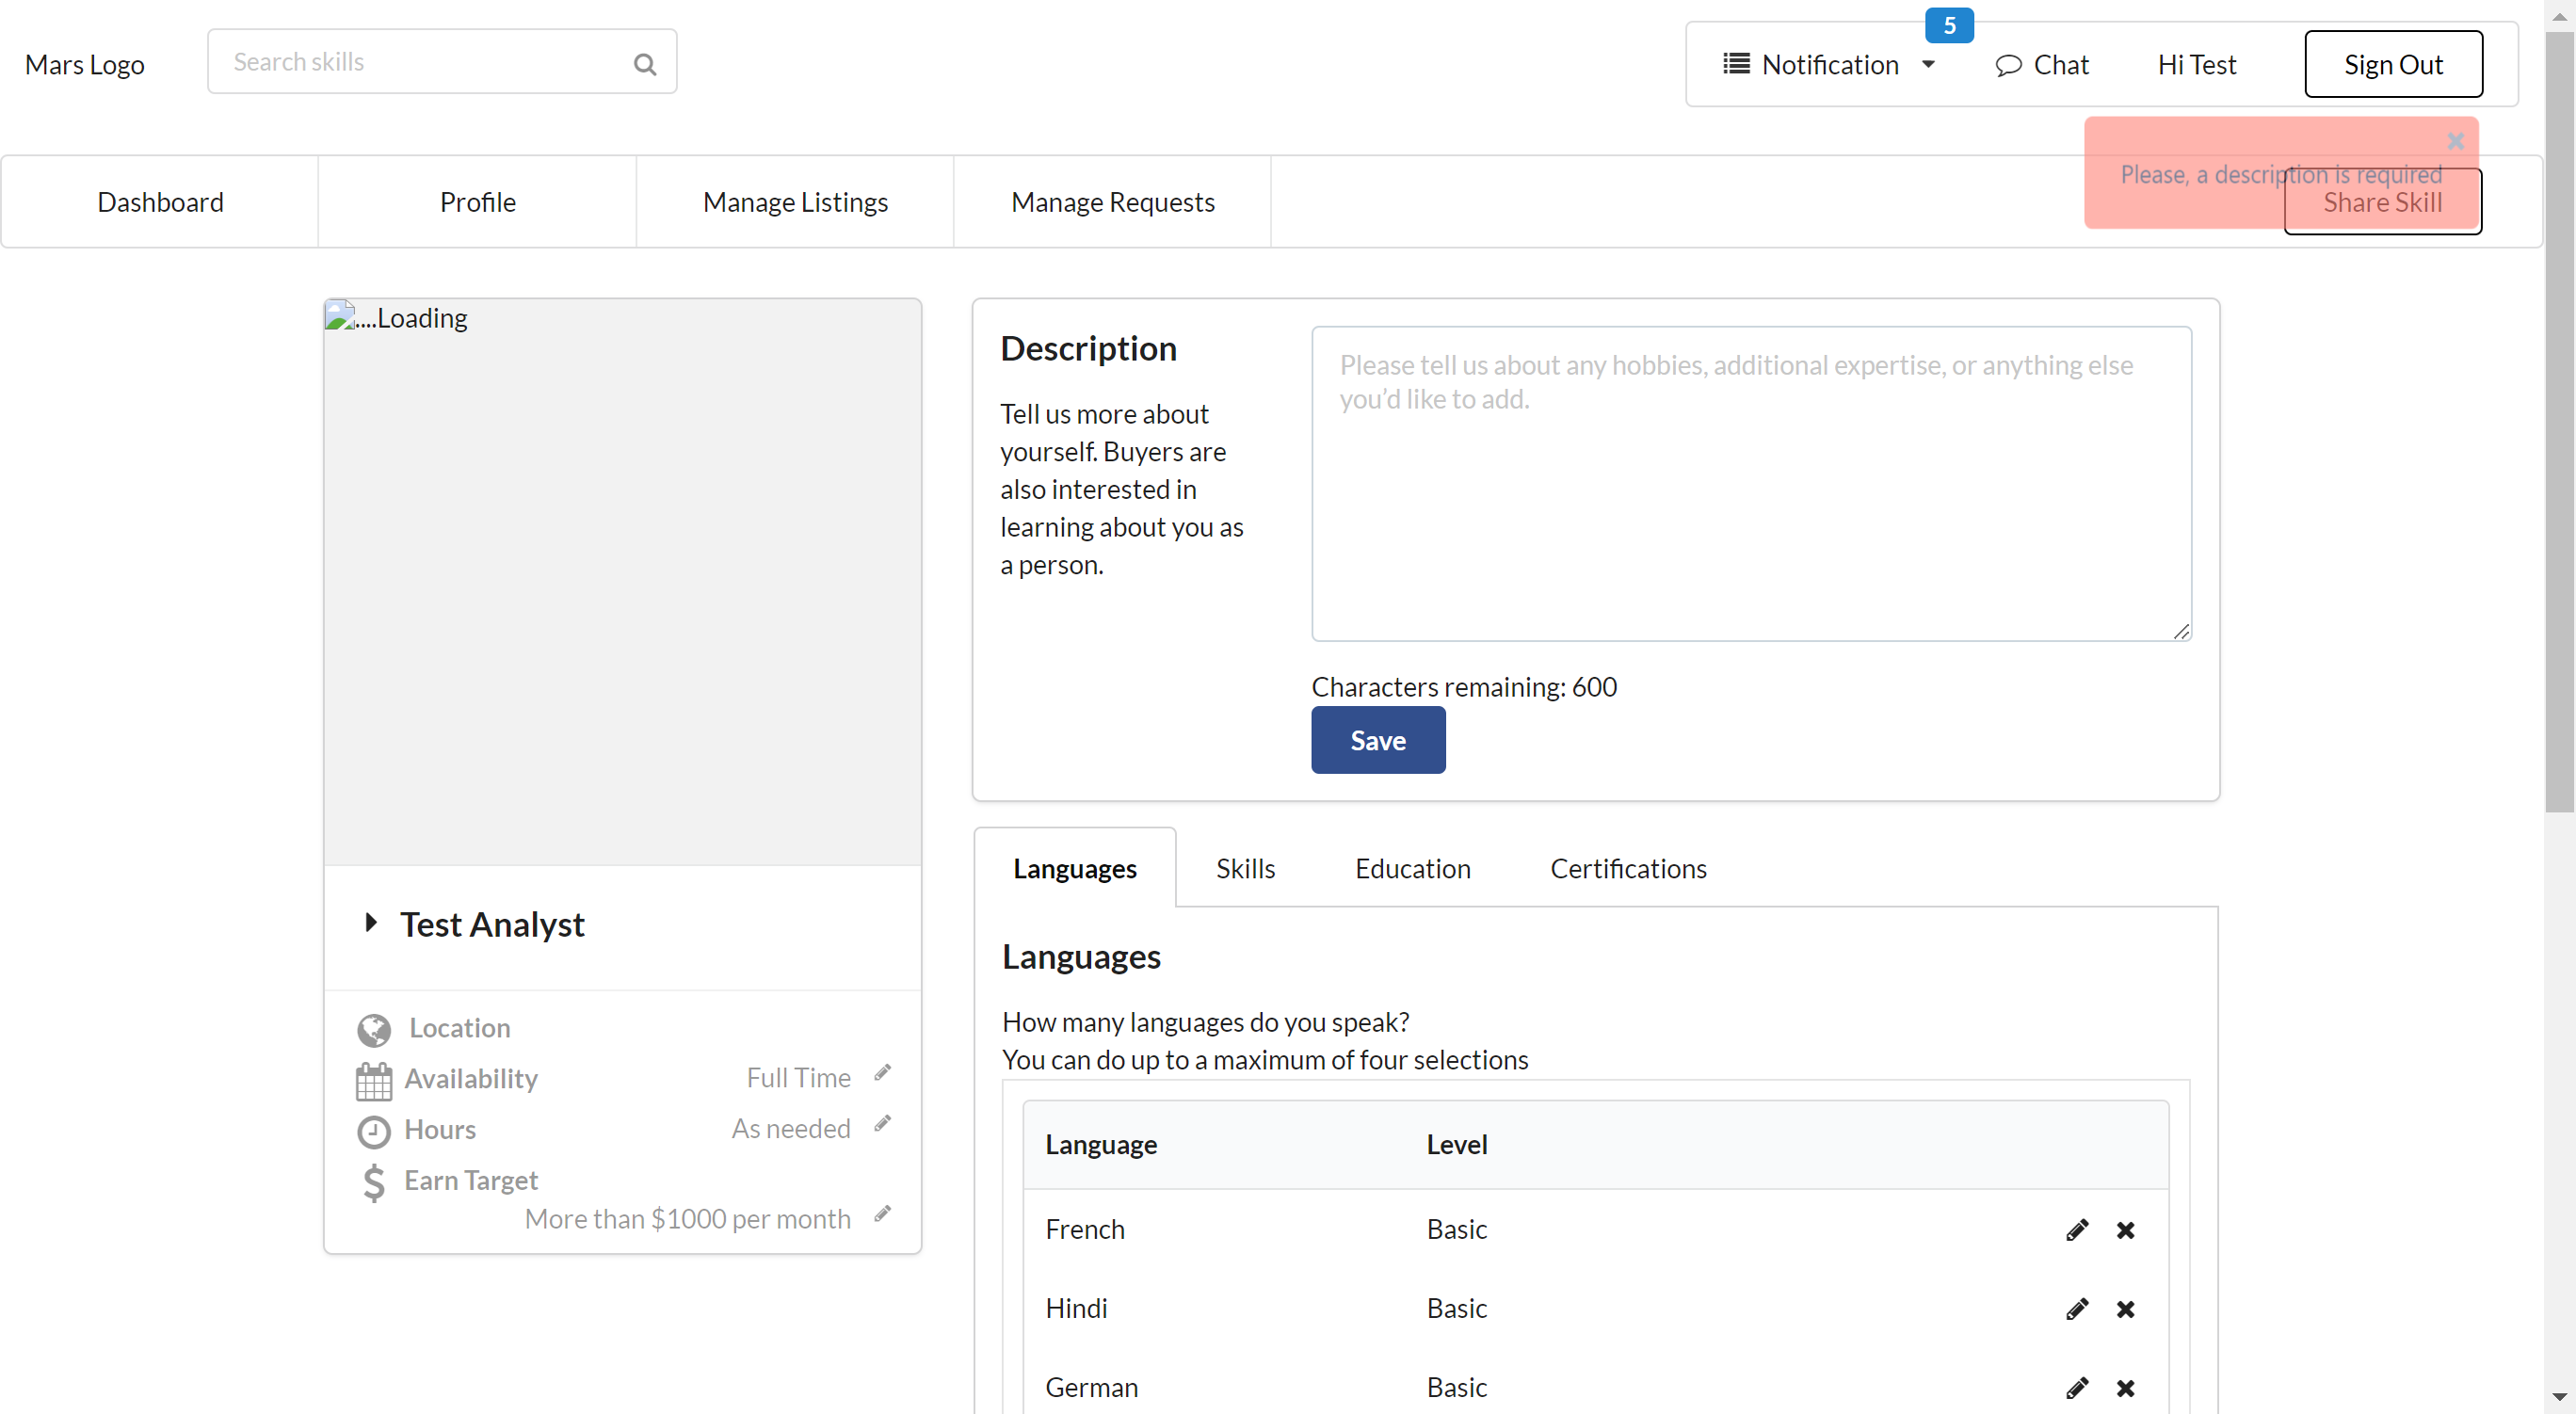 Mars Logo
Search skills
5
Notification
Chat
Hi Test
Sign Out
Please, a description is required
Dashboard
Profile
Manage Listings
Manage Requests
Share Skill
....Loading
Test Analyst
Location
Availability
Full Time
Hours
As needed
Earn Target
More than $1000 per month
Description
Tell us more about
yourself. Buyers are
also interested in
learning about you as
a person.
Please tell us about any hobbies, additional expertise, or anything else
you’d like to add.
Characters remaining: 600
Save
Languages
Skills
Education
Certifications
Languages
How many languages do you speak?
You can do up to a maximum of four selections
Language
Level
French
Basic
Hindi
Basic
German
Basic